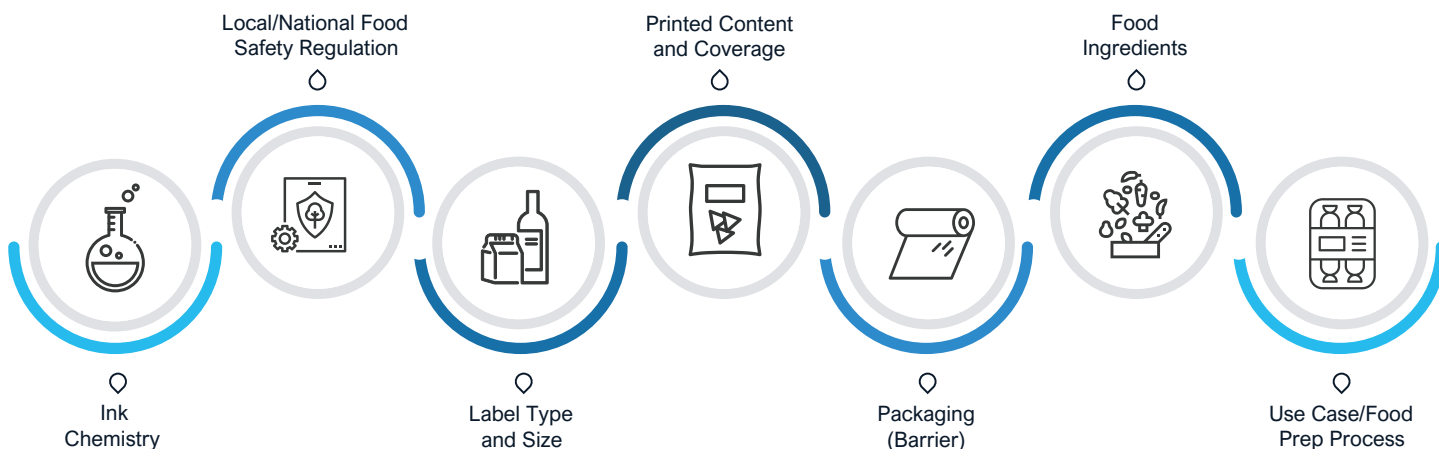 Local/National Food
Safety Regulation
Printed Content
and Coverage
Food
Ingredients
Ink
Chemistry
Label Type
and Size
Packaging
(Barrier)
Use Case/Food
Prep Process